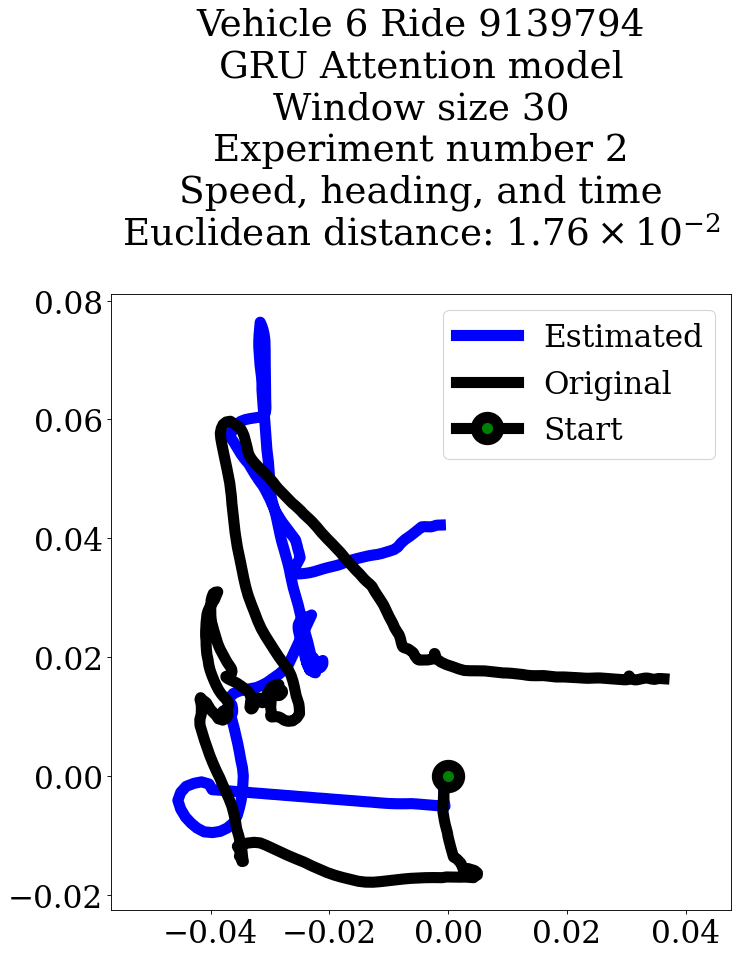 Vehicle 6 Ride 9139794
GRU Attention model
Window size 30
Experiment number 2
Speed, heading, and time
Euclidean distance: 1.76 × 10⁻²
0.08
0.06
0.04
0.02
0.00
−0.02
Estimated
Original
Start
−0.04 −0.02 0.00 0.02 0.04